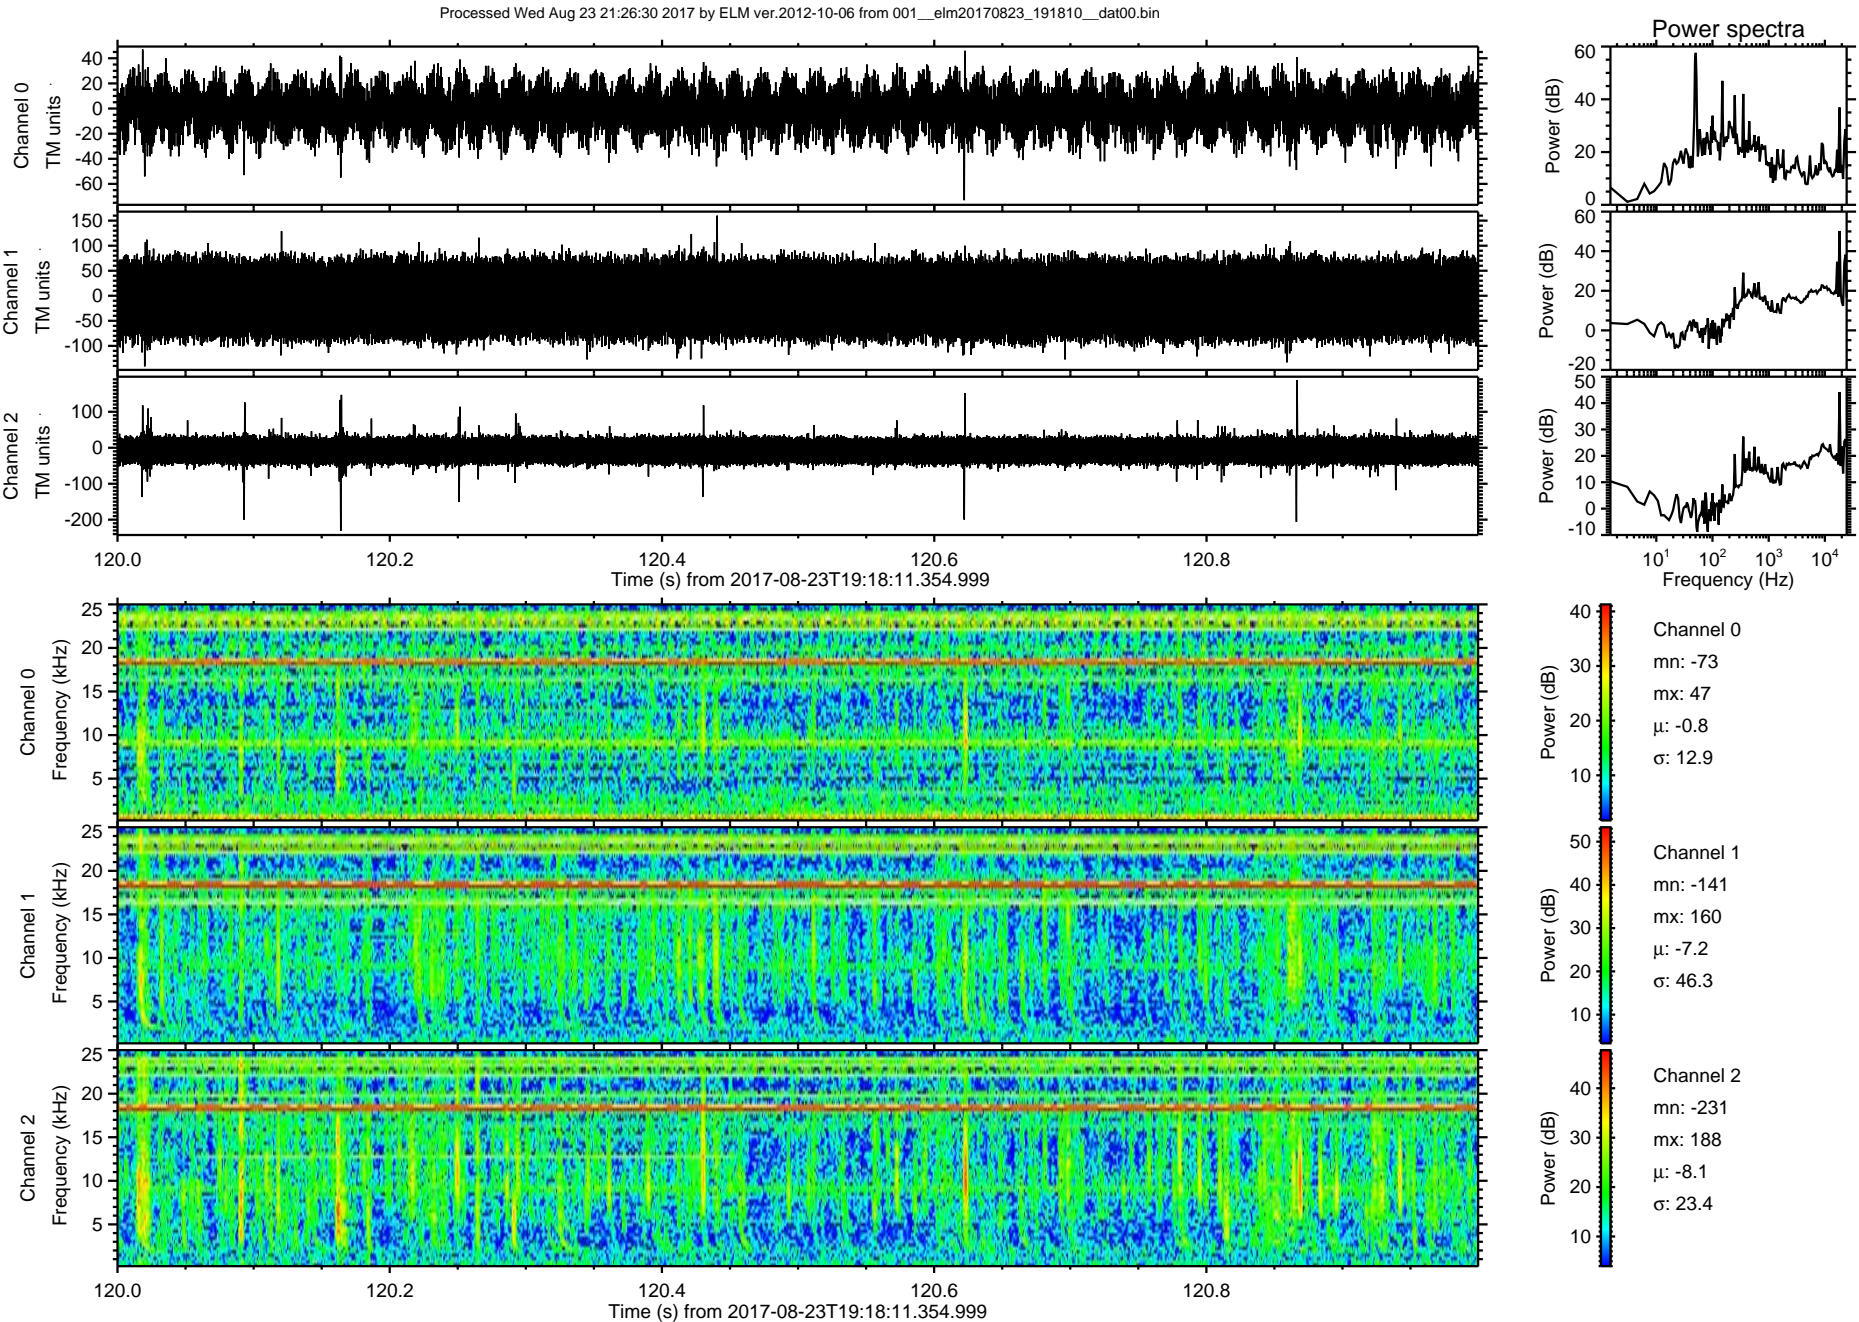 Processed Wed Aug 23 21:26:30 2017 by ELM ver.2012-10-06 from 001__elm20170823_191810__dat00.bin
Power spectra
Channel 0
TM units
40
20
0
-20
-40
-60
Power (dB)
60
40
20
0
Channel 1
TM units
150
100
50
0
-50
-100
Power (dB)
60
40
20
0
-20
Channel 2
TM units
100
0
-100
-200
Power (dB)
50
40
30
20
10
0
-10
120.0 120.2 120.4 120.6 120.8
Time (s) from 2017-08-23T19:18:11.354.999
10^1 10^2 10^3 10^4
Frequency (Hz)
Channel 0
Frequency (kHz)
25
20
15
10
5
Power (dB)
40
30
20
10
Channel 0
mn: -73
mx: 47
μ: -0.8
σ: 12.9
Channel 1
Frequency (kHz)
25
20
15
10
5
Power (dB)
50
40
30
20
10
Channel 1
mn: -141
mx: 160
μ: -7.2
σ: 46.3
Channel 2
Frequency (kHz)
25
20
15
10
5
Power (dB)
40
30
20
10
Channel 2
mn: -231
mx: 188
μ: -8.1
σ: 23.4
120.0 120.2 120.4 120.6 120.8
Time (s) from 2017-08-23T19:18:11.354.999